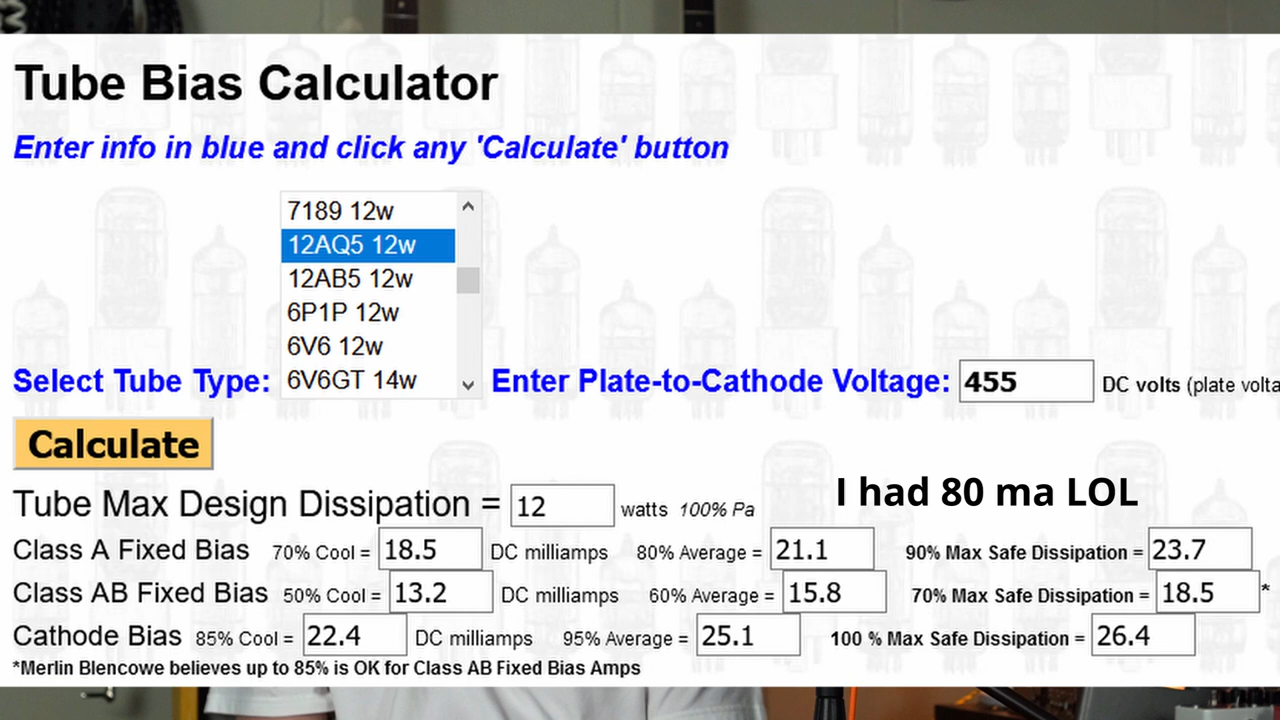 Tube Bias Calculator
Enter info in blue and click any 'Calculate' button
7189 12w
12AQ5 12w
12AB5 12w
6P1P 12w
6V6 12w
6V6GT 14w
Select Tube Type:
Enter Plate-to-Cathode Voltage: 455 DC volts (plate volta
Calculate
I had 80 ma LOL
Tube Max Design Dissipation = 12 watts 100% Pa
Class A Fixed Bias 70% Cool = 18.5 DC milliamps 80% Average = 21.1 90% Max Safe Dissipation = 23.7
Class AB Fixed Bias 50% Cool = 13.2 DC milliamps 60% Average = 15.8 70% Max Safe Dissipation = 18.5 *
Cathode Bias 85% Cool = 22.4 DC milliamps 95% Average = 25.1 100 % Max Safe Dissipation = 26.4
*Merlin Blencowe believes up to 85% is OK for Class AB Fixed Bias Amps